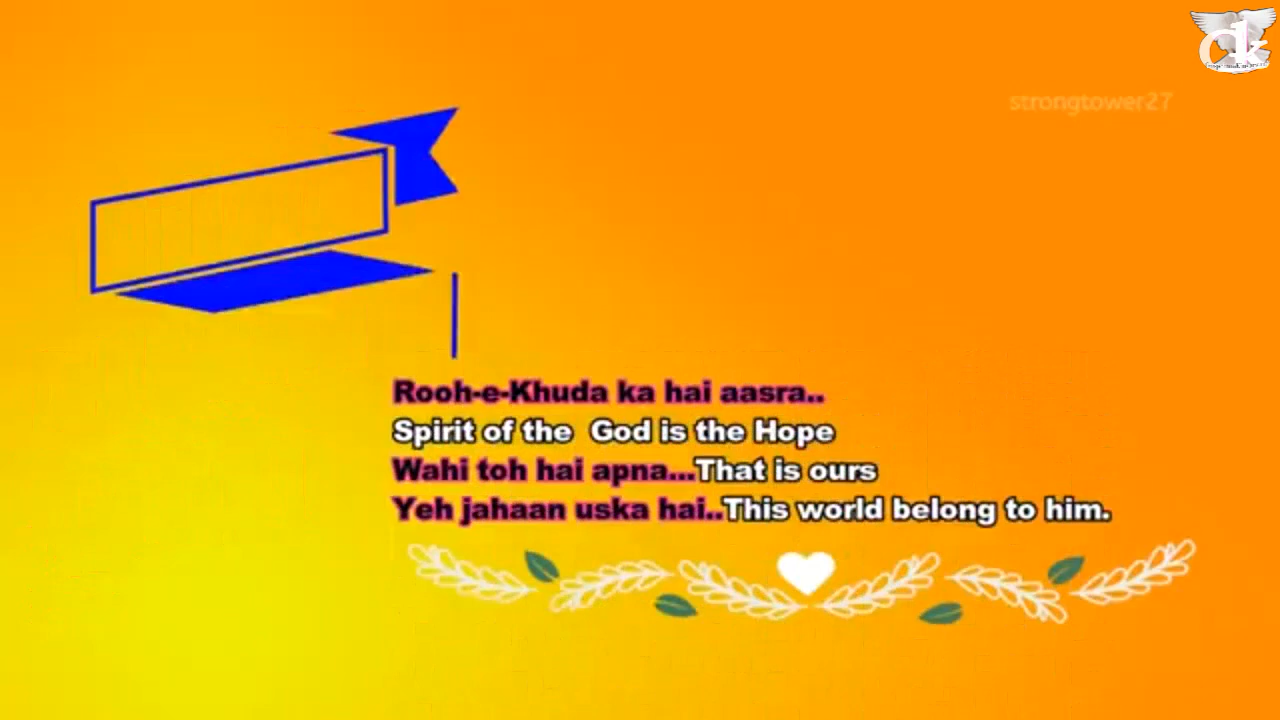 ck
strongtower27
Rooh-e-Khuda ka hai aasra..
Spirit of the  God is the Hope
Wahi toh hai apna...That is ours
Yeh jahaan uska hai..This world belong to him.